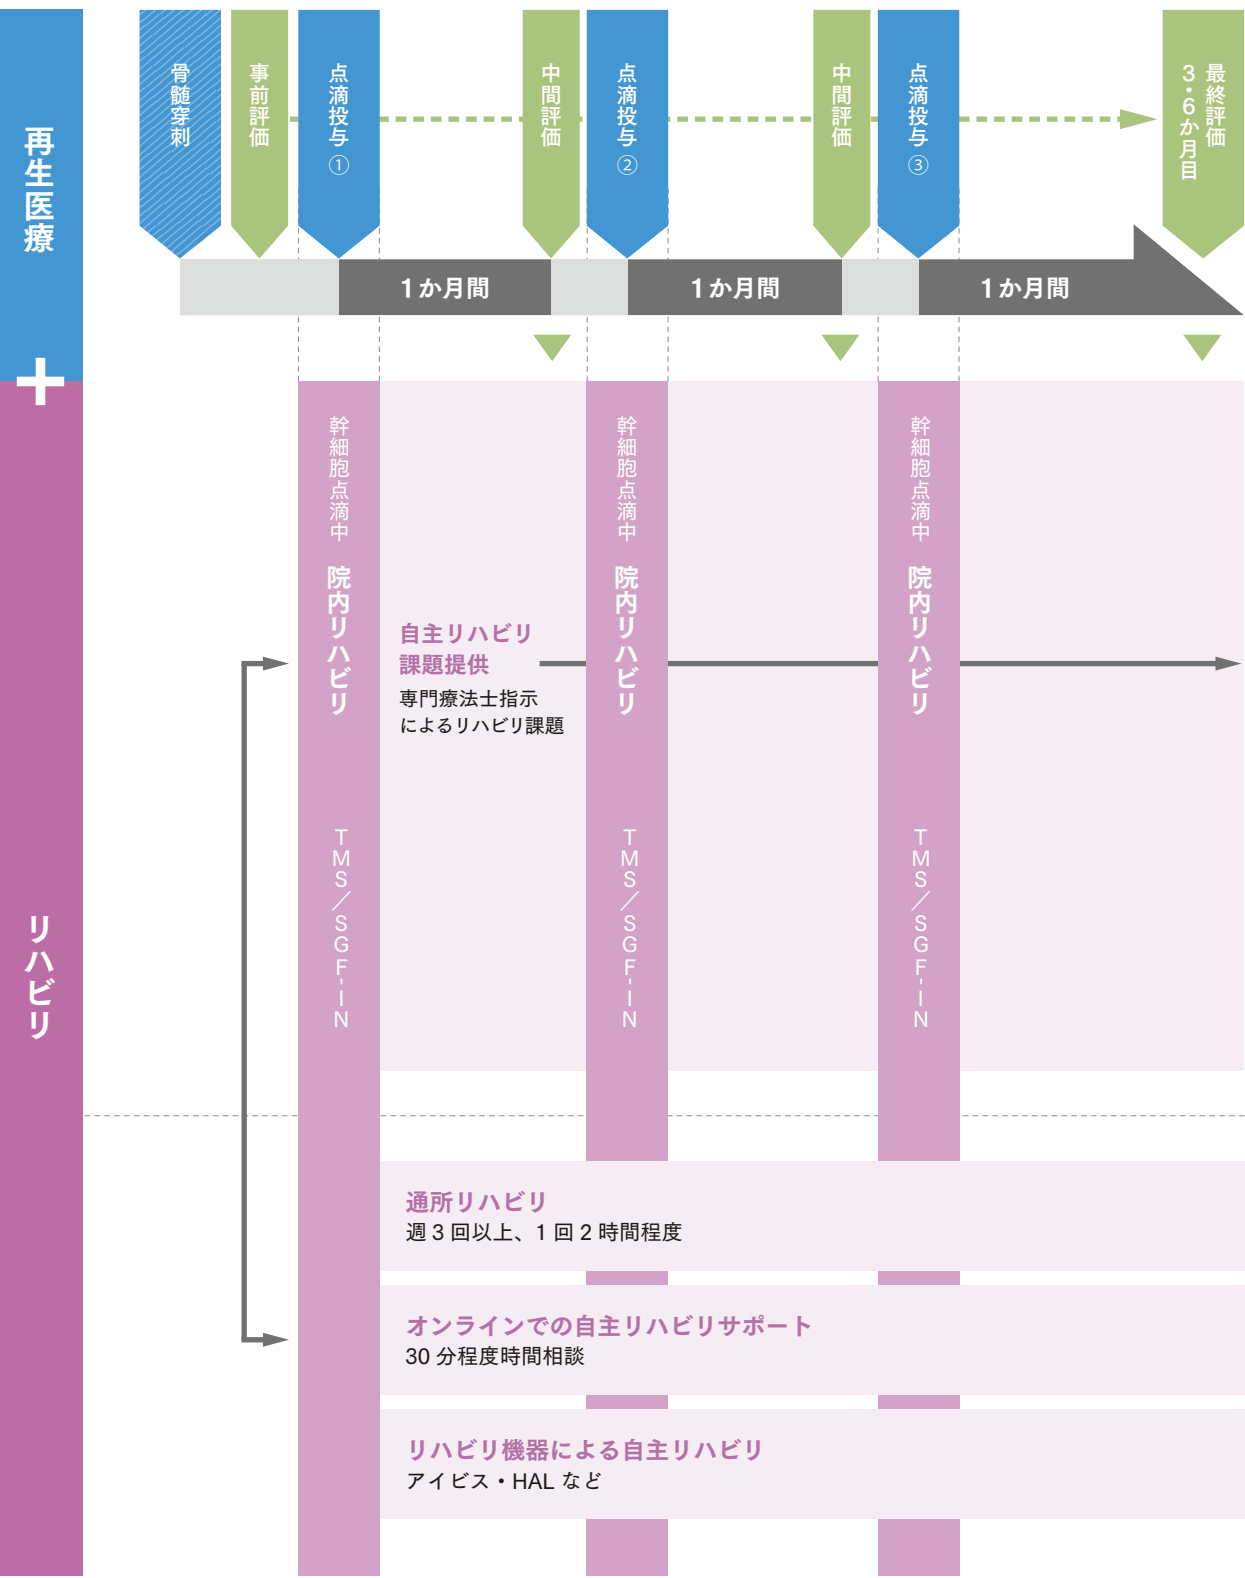 再生医療
+
リハビリ
骨髄穿刺
事前評価
点滴投与①
中間評価
点滴投与②
中間評価
点滴投与③
最終評価
3・6か月目
1か月間
1か月間
1か月間
幹細胞点滴中 院内リハビリ TMS/SGF-IN
自主リハビリ
課題提供
専門療法士指示
によるリハビリ課題
幹細胞点滴中 院内リハビリ TMS/SGF-IN
幹細胞点滴中 院内リハビリ TMS/SGF-IN
通所リハビリ
週3回以上、1回2時間程度
オンラインでの自主リハビリサポート
30分程度時間相談
リハビリ機器による自主リハビリ
アイビス・HALなど